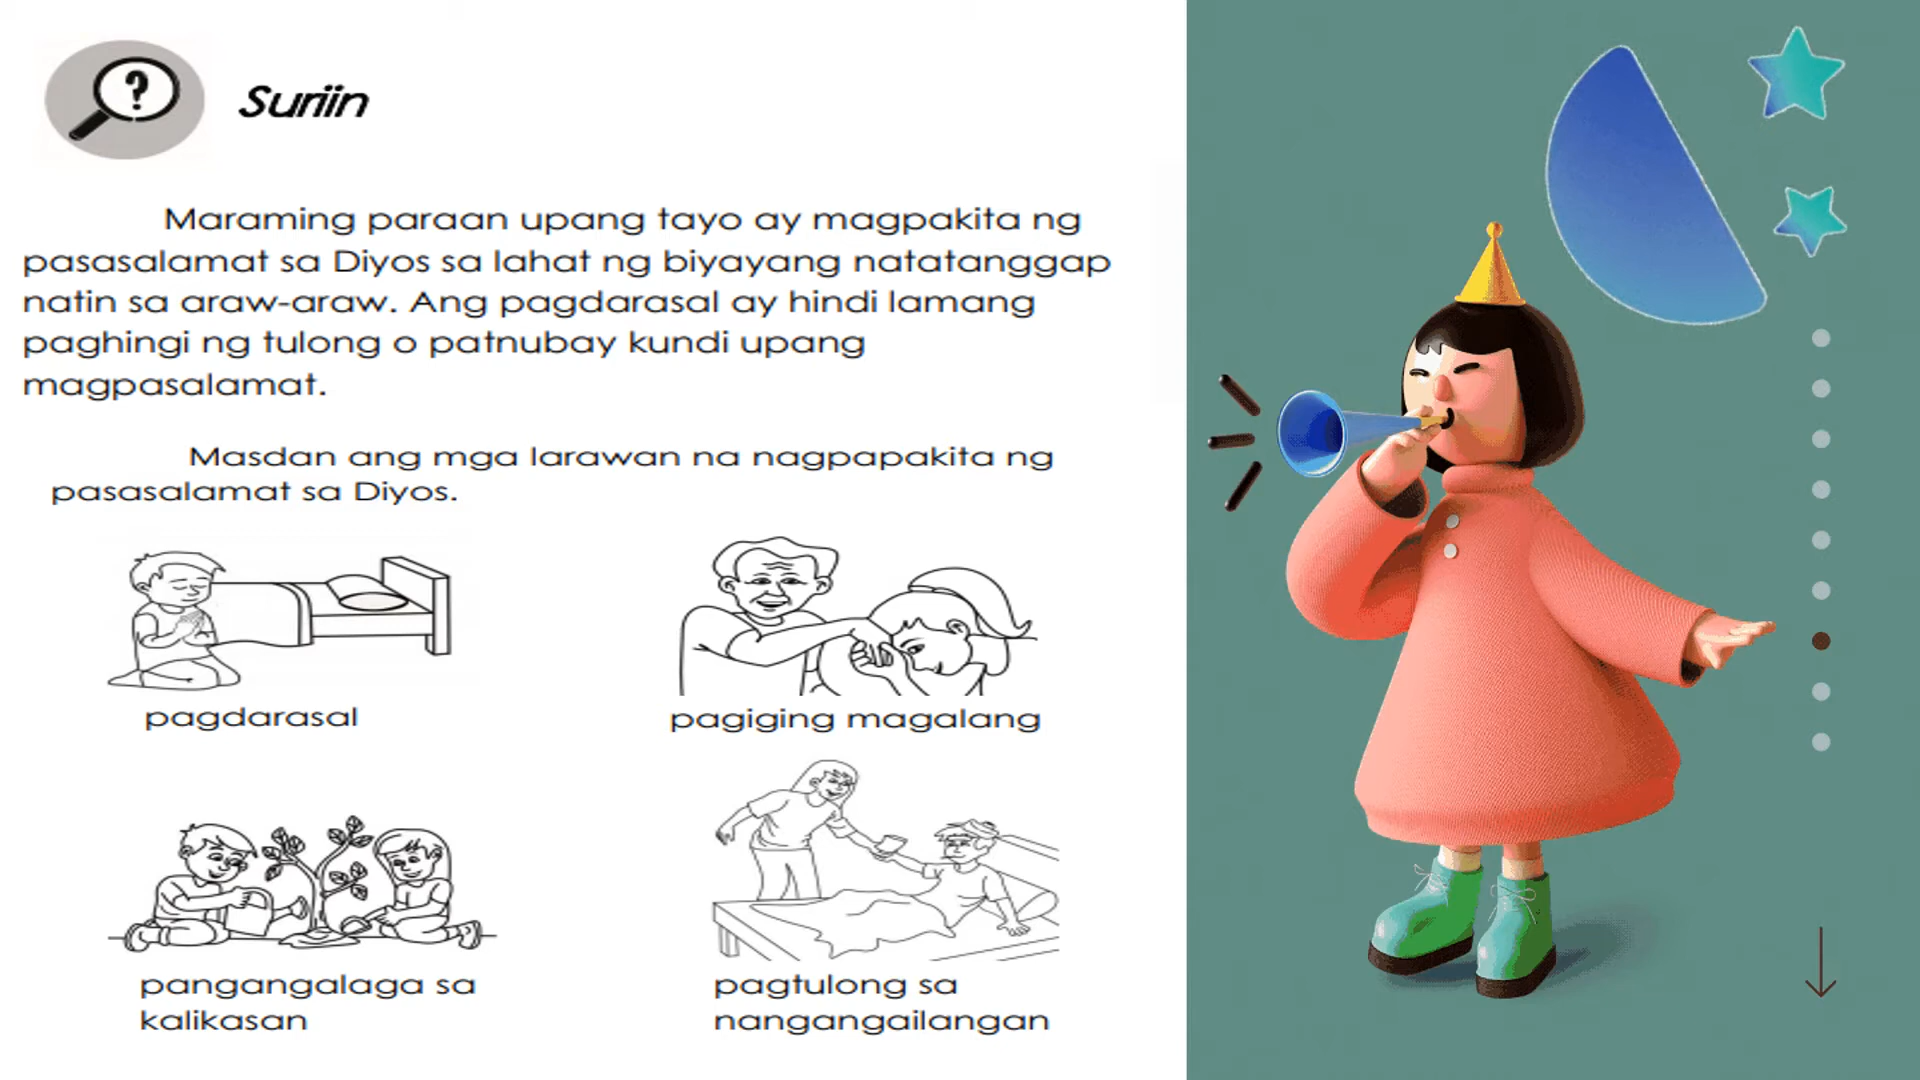 ?
Suriin
Maraming paraan upang tayo ay magpakita ng
pasasalamat sa Diyos sa lahat ng biyayang natatanggap
natin sa araw-araw. Ang pagdarasal ay hindi lamang
paghingi ng tulong o patnubay kundi upang
magpasalamat.
Masdan ang mga larawan na nagpapakita ng
pasasalamat sa Diyos.
pagdarasal
pagiging magalang
pangangalaga sa
kalikasan
pagtulong sa
nangangailangan